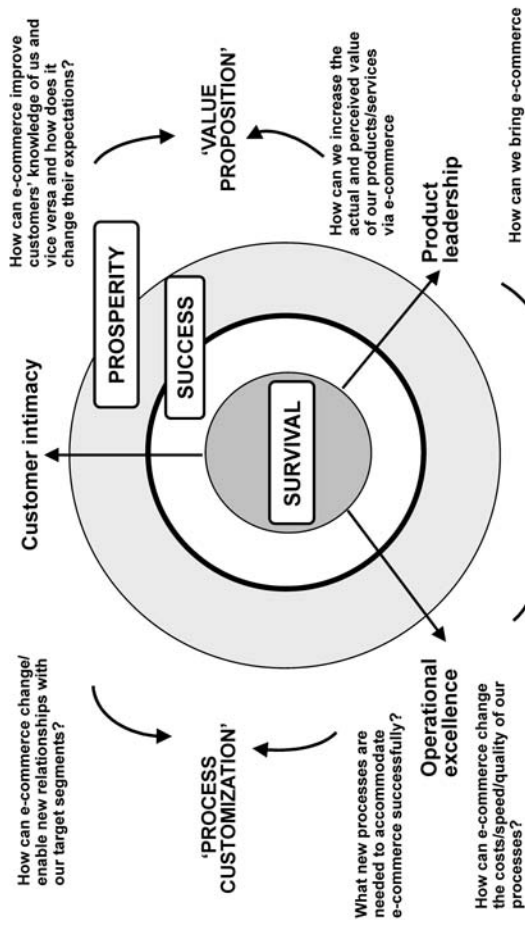 How can e-commerce change/
enable new relationships with
our target segments?
Customer intimacy
How can e-commerce improve
customers' knowledge of us and
vice versa and how does it
change their expectations?
PROSPERITY
SUCCESS
SURVIVAL
'PROCESS
CUSTOMIZATION'
'VALUE
PROPOSITION'
What new processes are
needed to accommodate
e-commerce successfully?
How can we increase the
actual and perceived value
of our products/services
via e-commerce
Operational
excellence
Product
leadership
How can e-commerce change
the costs/speed/quality of our
processes?
How can we bring e-commerce